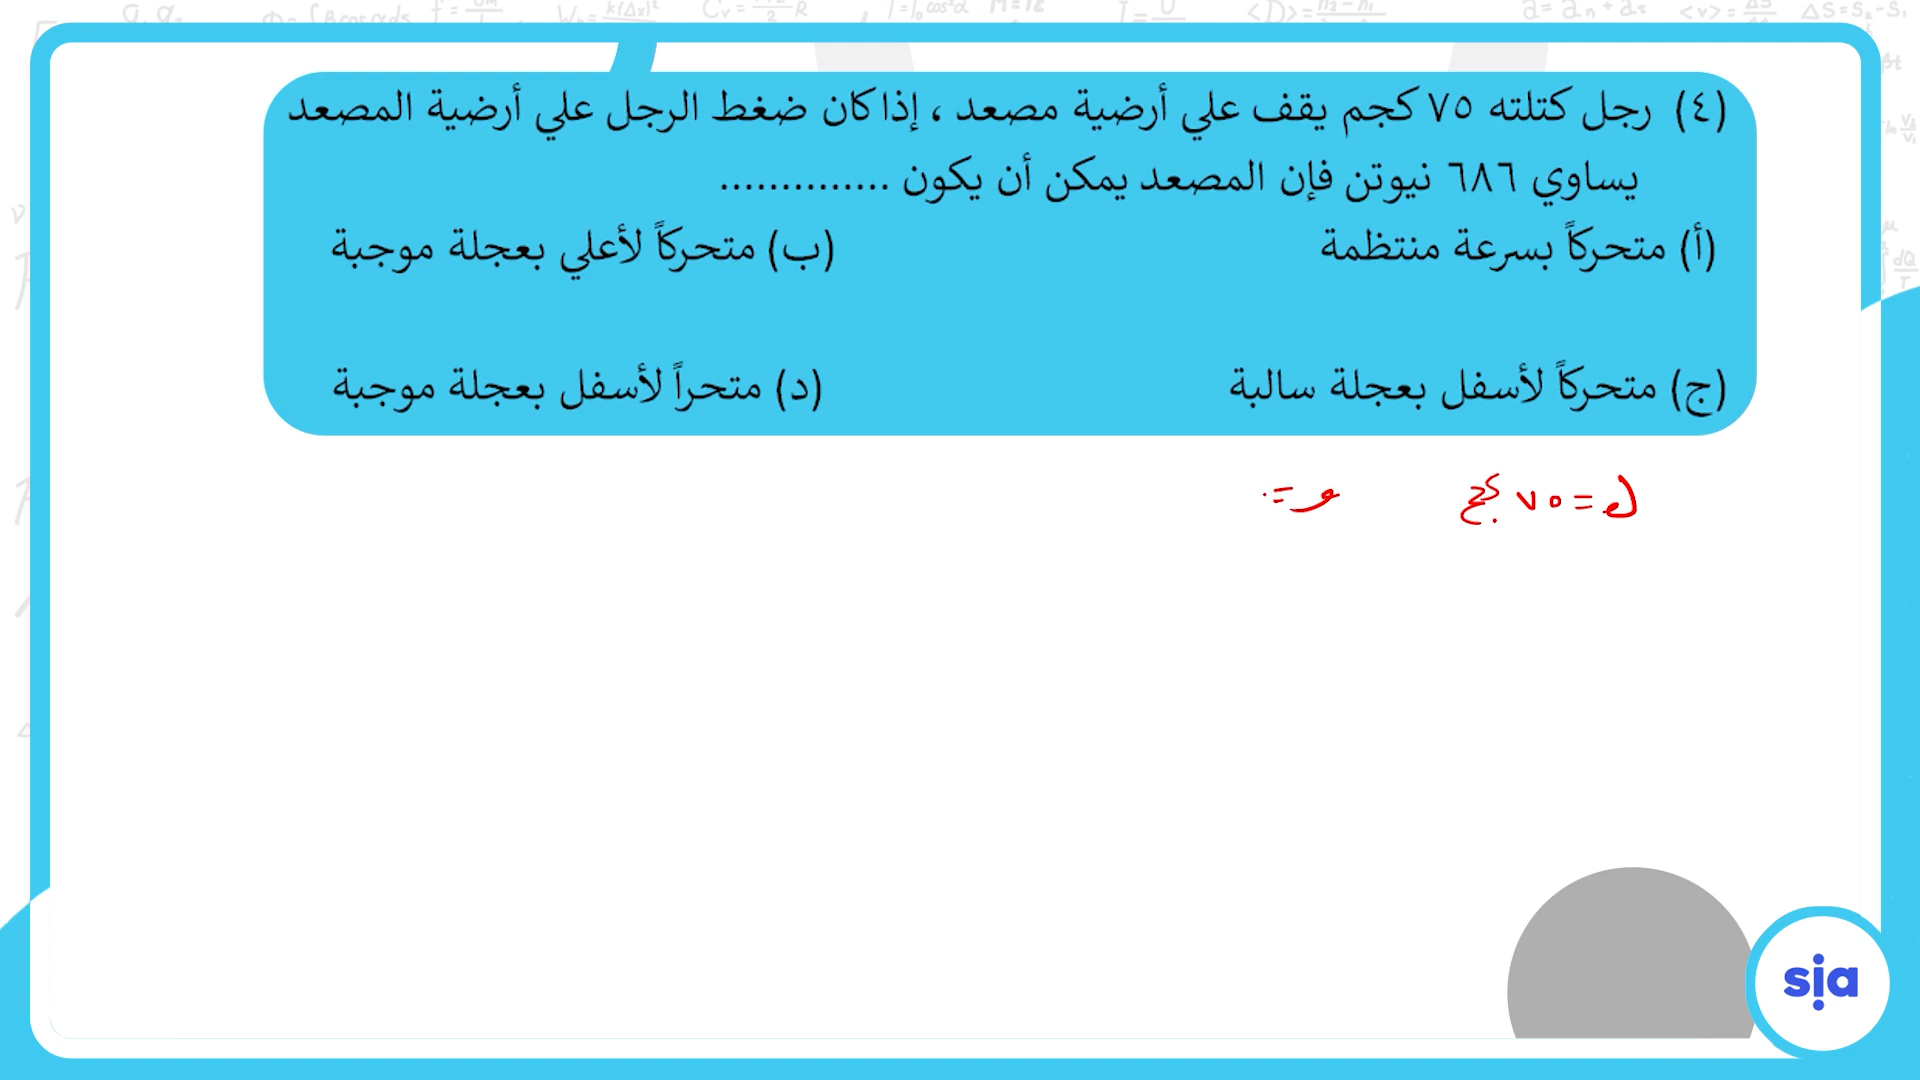 (٤) رجل كتلته ٧٥ كجم يقف علي أرضية مصعد ، إذا كان ضغط الرجل علي أرضية المصعد
يساوي ٦٨٦ نيوتن فإن المصعد يمكن أن يكون ..............
(أ) متحركاً بسرعة منتظمة (ب) متحركاً لأعلي بعجلة موجبة
(ج) متحركاً لأسفل بعجلة سالبة (د) متحراً لأسفل بعجلة موجبة
ك = ٧٥ كجم
sia